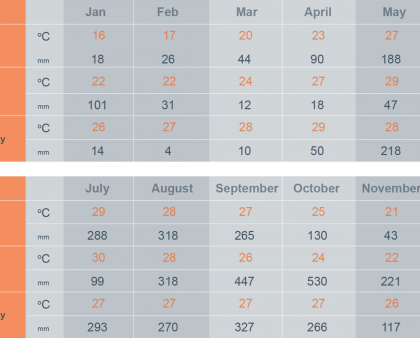 Jan Feb Mar April May
ºC 16 17 20 23 27
mm 18 26 44 90 188
ºC 22 22 24 27 29
mm 101 31 12 18 47
y ºC 26 27 28 29 28
mm 14 4 10 50 218
July August September October November
ºC 29 28 27 25 21
mm 288 318 265 130 43
ºC 30 28 26 24 22
mm 99 318 447 530 221
y ºC 27 27 27 27 26
mm 293 270 327 266 117